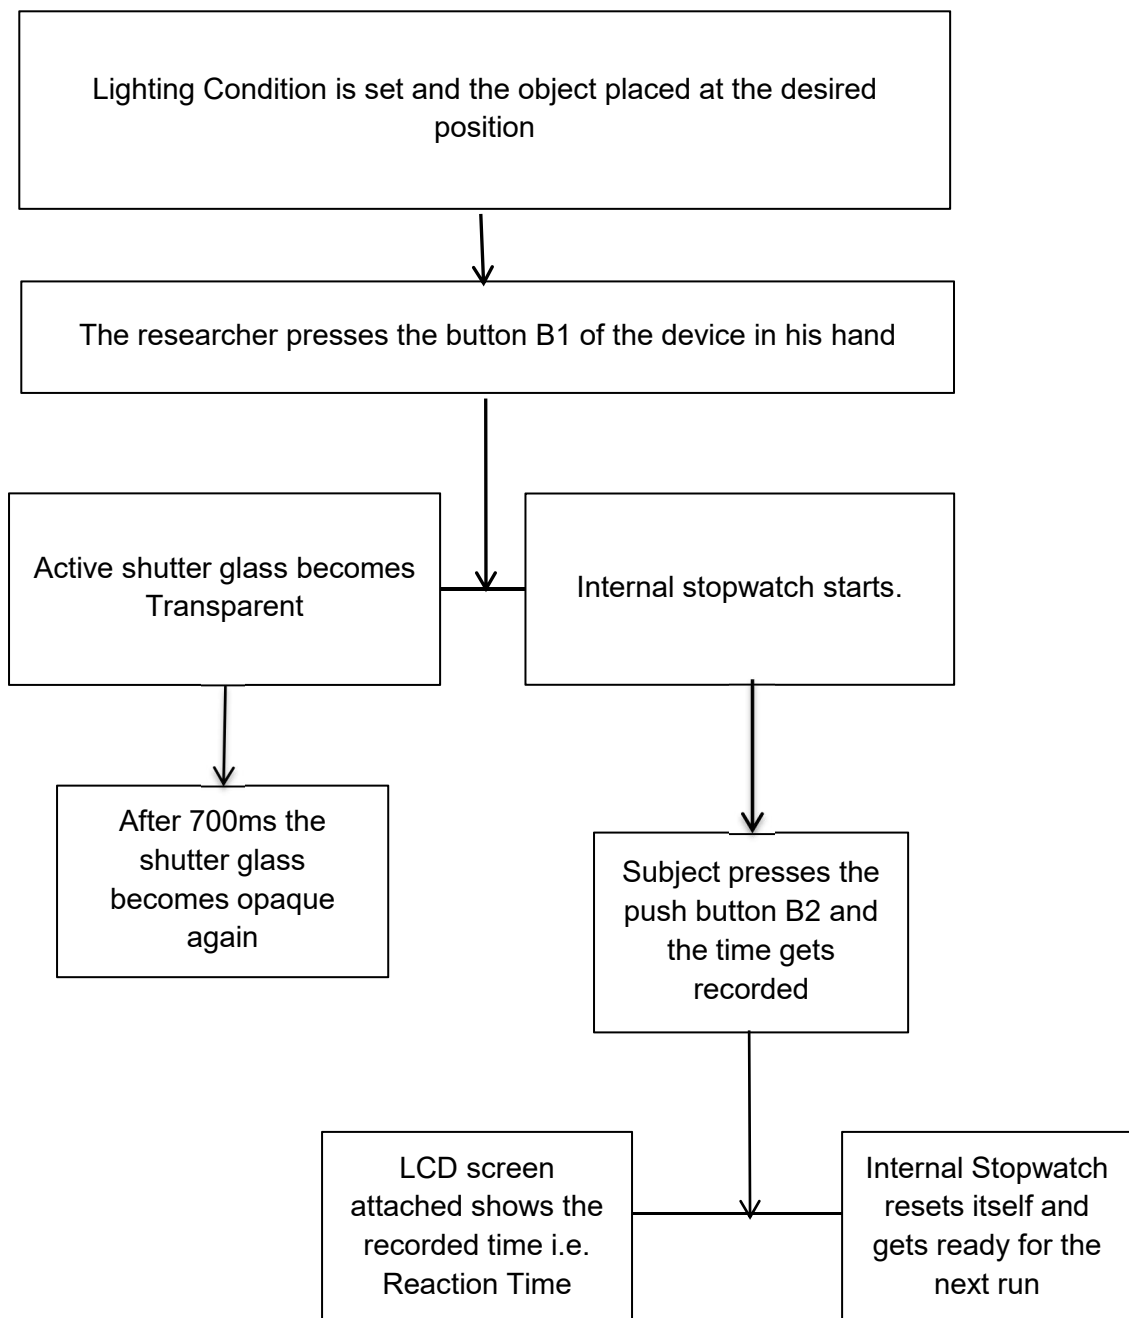 Lighting Condition is set and the object placed at the desired
position
The researcher presses the button B1 of the device in his hand
Active shutter glass becomes
Transparent
Internal stopwatch starts.
After 700ms the
shutter glass
becomes opaque
again
Subject presses the
push button B2 and
the time gets
recorded
LCD screen
attached shows the
recorded time i.e.
Reaction Time
Internal Stopwatch
resets itself and
gets ready for the
next run